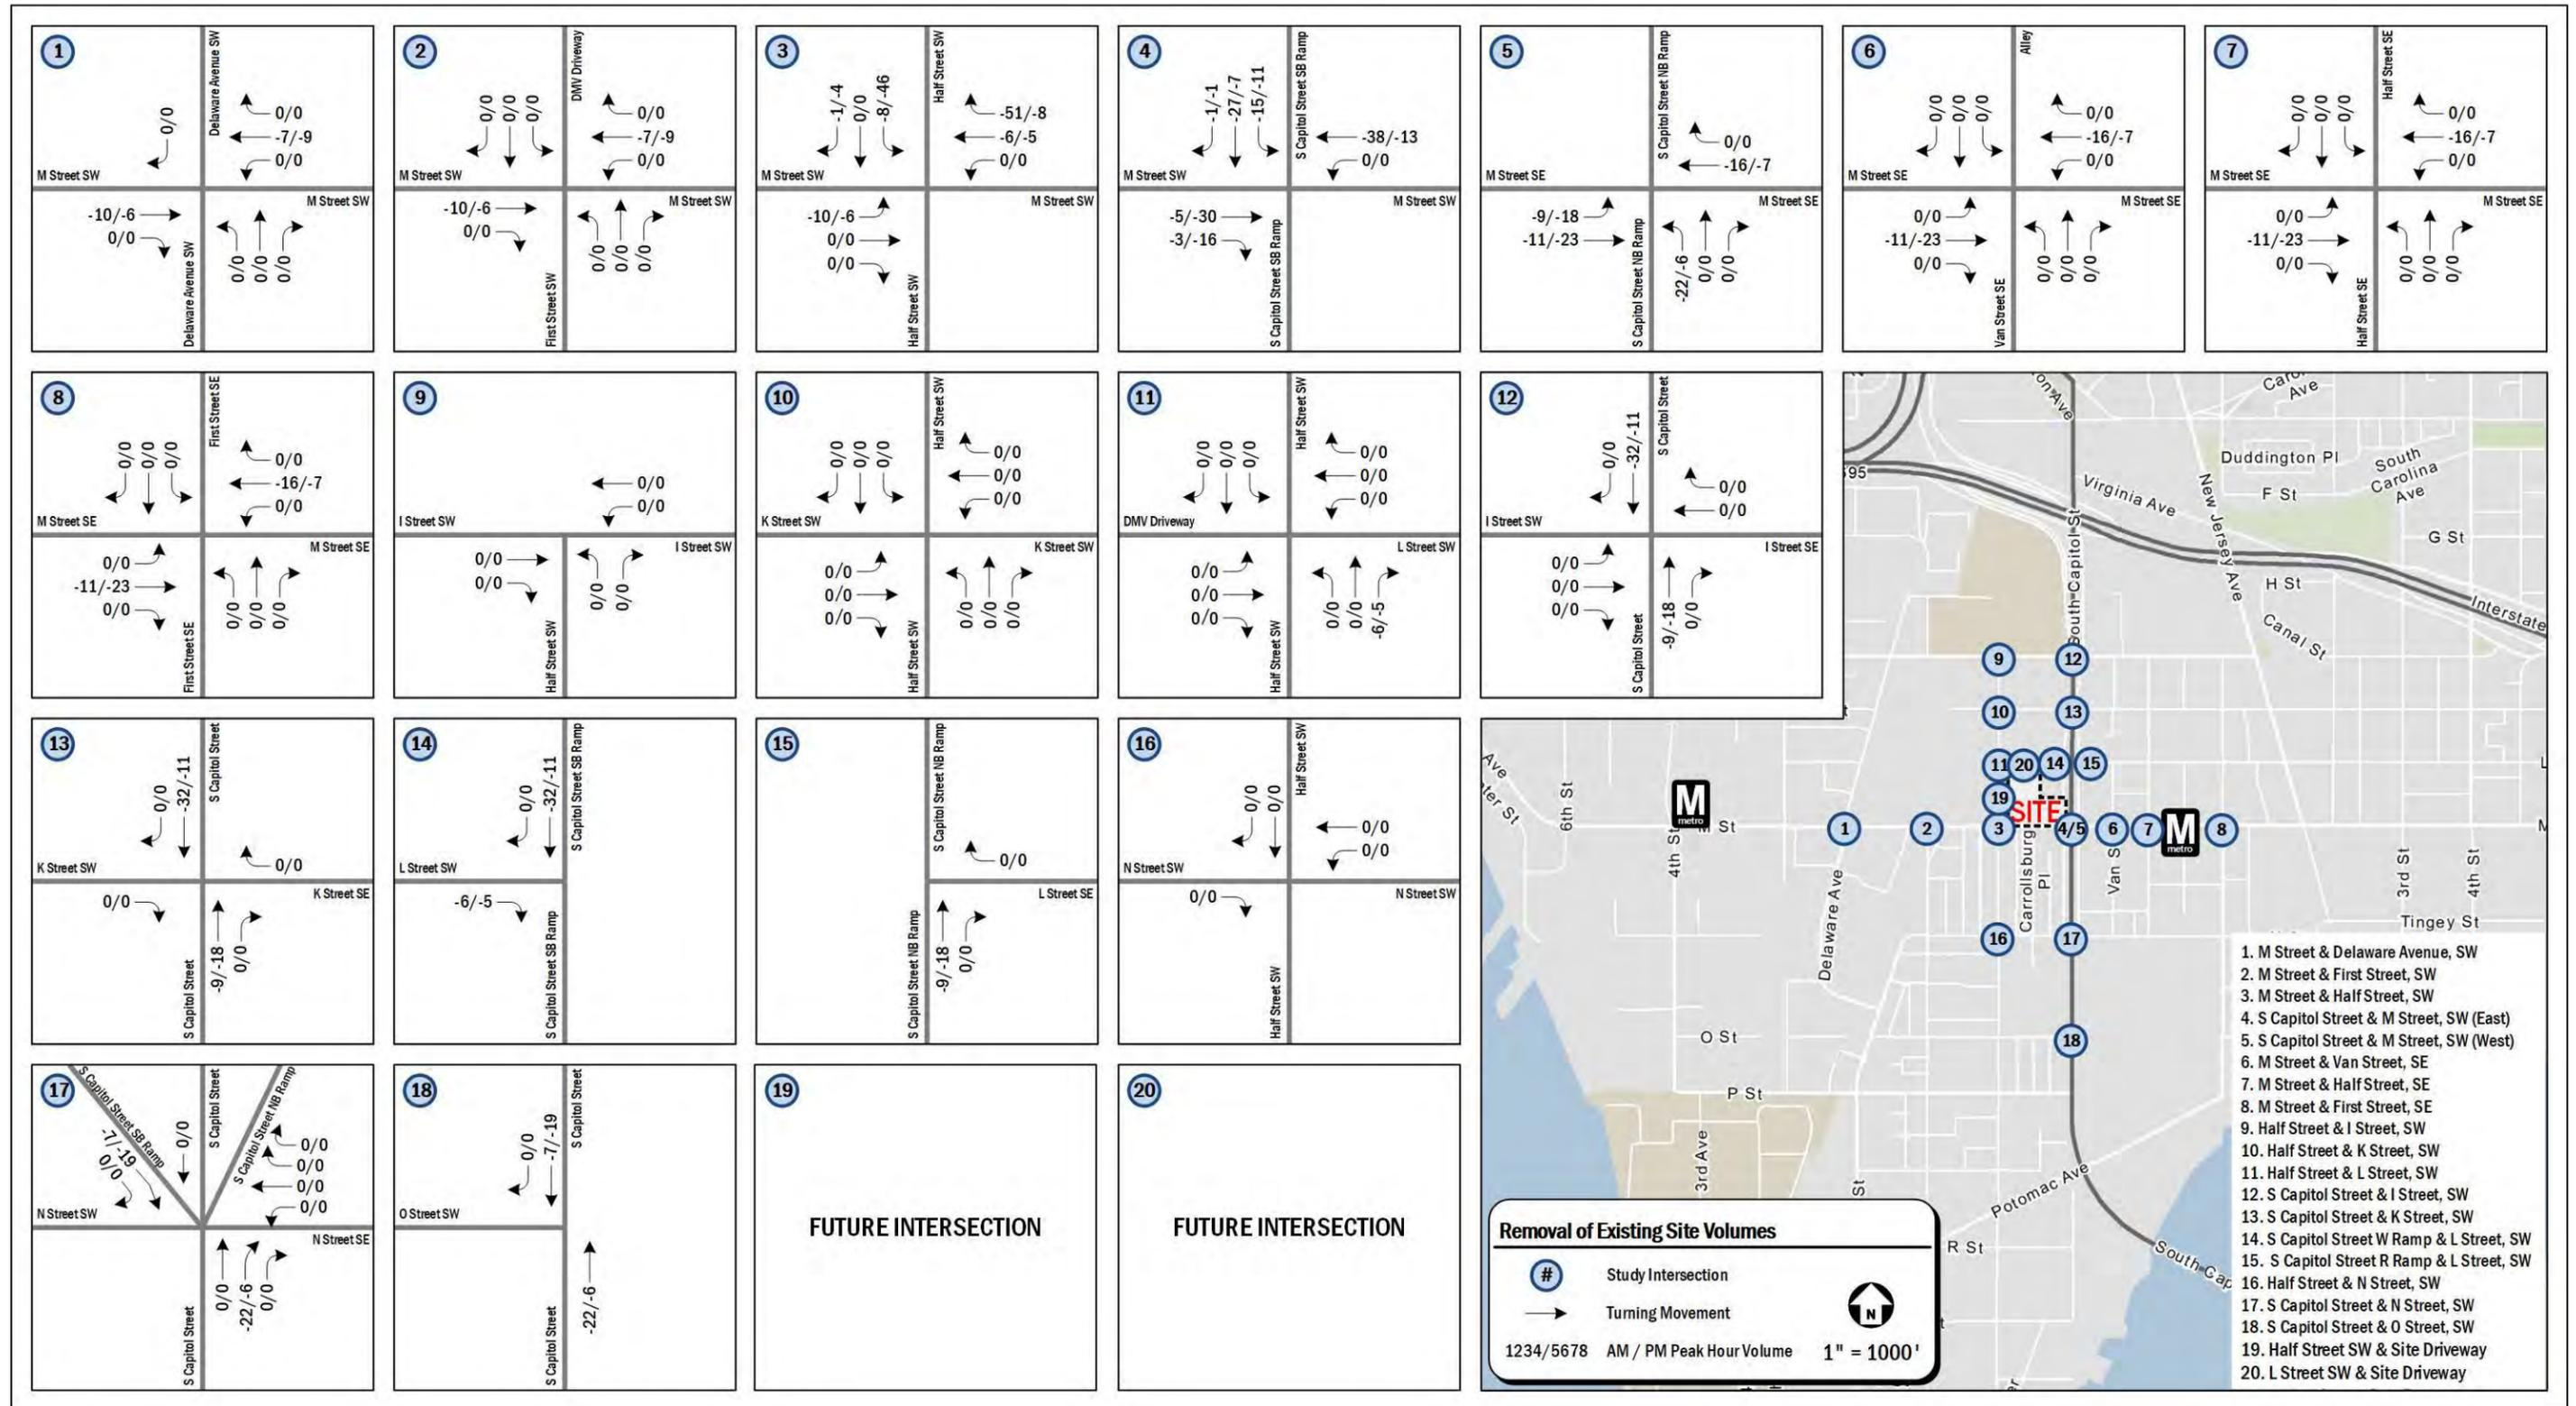 1
Delaware Avenue SW
0/0
0/0
-7/-9
0/0
M Street SW
M Street SW
-10/-6
0/0
Delaware Avenue SW
0/0
0/0
0/0
2
DMV Driveway
0/0
0/0
0/0
0/0
-7/-9
0/0
M Street SW
M Street SW
-10/-6
0/0
First Street SW
0/0
0/0
0/0
3
Half Street SW
-1/-4
0/0
-8/-46
-51/-8
-6/-5
0/0
M Street SW
M Street SW
-10/-6
0/0
0/0
Half Street SW
4
S Capitol Street SB Ramp
-1/-1
-27/-7
-15/-11
-38/-13
0/0
M Street SW
M Street SW
-5/-30
-3/-16
S Capitol Street SB Ramp
5
S Capitol Street NB Ramp
0/0
-16/-7
M Street SE
M Street SE
-9/-18
-11/-23
S Capitol Street NB Ramp
-22/-6
0/0
0/0
6
Alley
0/0
0/0
0/0
0/0
-16/-7
0/0
M Street SE
M Street SE
0/0
-11/-23
0/0
Van Street SE
0/0
0/0
0/0
7
Half Street SE
0/0
0/0
0/0
0/0
-16/-7
0/0
M Street SE
M Street SE
0/0
-11/-23
0/0
Half Street SE
0/0
0/0
0/0
8
First Street SE
0/0
0/0
0/0
0/0
-16/-7
0/0
M Street SE
M Street SE
0/0
-11/-23
0/0
First Street SE
0/0
0/0
0/0
9
0/0
0/0
I Street SW
I Street SW
0/0
0/0
Half Street SW
0/0
0/0
10
Half Street SW
0/0
0/0
0/0
0/0
0/0
0/0
K Street SW
K Street SW
0/0
0/0
0/0
Half Street SW
0/0
0/0
0/0
11
Half Street SW
0/0
0/0
0/0
0/0
0/0
0/0
DMV Driveway
L Street SW
0/0
0/0
0/0
Half Street SW
0/0
0/0
-6/-5
12
S Capitol Street
0/0
-32/-11
0/0
0/0
I Street SW
I Street SE
0/0
0/0
0/0
S Capitol Street
-9/-18
0/0
13
S Capitol Street
0/0
-32/-11
0/0
K Street SW
K Street SE
0/0
S Capitol Street
-9/-18
0/0
14
S Capitol Street SB Ramp
0/0
-32/-11
L Street SW
-6/-5
S Capitol Street SB Ramp
15
S Capitol Street NB Ramp
0/0
L Street SE
S Capitol Street NB Ramp
-9/-18
0/0
16
Half Street SW
0/0
0/0
0/0
0/0
N Street SW
N Street SW
0/0
Half Street SW
17
S Capitol Street SB Ramp
S Capitol Street
S Capitol Street NB Ramp
-7/-19
0/0
0/0
0/0
0/0
0/0
0/0
N Street SW
N Street SE
S Capitol Street
0/0
-22/-6
0/0
18
S Capitol Street
0/0
-7/-19
O Street SW
S Capitol Street
-22/-6
19
FUTURE INTERSECTION
20
FUTURE INTERSECTION
Ave
Duddington Pl
South
Carolina
Ave
F St
Virginia Ave
New Jersey Ave
G St
H St
Interstate
Canal St
South Capitol St
9
12
10
13
11
20
14
15
19
SITE
M
metro
6th St
4th St
M St
1
2
3
4/5
6
7
M
metro
8
Ave
Delaware Ave
Carrollsburg
Pl
3rd St
4th St
Tingey St
16
17
18
O St
P St
3rd Ave
St
Potomac Ave
R St
South Cap
Removal of Existing Site Volumes
# Study Intersection
Turning Movement
N
1234/5678 AM / PM Peak Hour Volume 1" = 1000'
1. M Street & Delaware Avenue, SW
2. M Street & First Street, SW
3. M Street & Half Street, SW
4. S Capitol Street & M Street, SW (East)
5. S Capitol Street & M Street, SW (West)
6. M Street & Van Street, SE
7. M Street & Half Street, SE
8. M Street & First Street, SE
9. Half Street & I Street, SW
10. Half Street & K Street, SW
11. Half Street & L Street, SW
12. S Capitol Street & I Street, SW
13. S Capitol Street & K Street, SW
14. S Capitol Street W Ramp & L Street, SW
15. S Capitol Street R Ramp & L Street, SW
16. Half Street & N Street, SW
17. S Capitol Street & N Street, SW
18. S Capitol Street & O Street, SW
19. Half Street SW & Site Driveway
20. L Street SW & Site Driveway